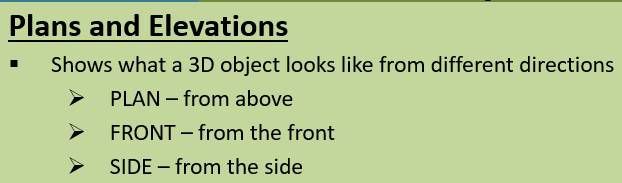 Plans and Elevations
▪ Shows what a 3D object looks like from different directions
➢ PLAN – from above
➢ FRONT – from the front
➢ SIDE – from the side